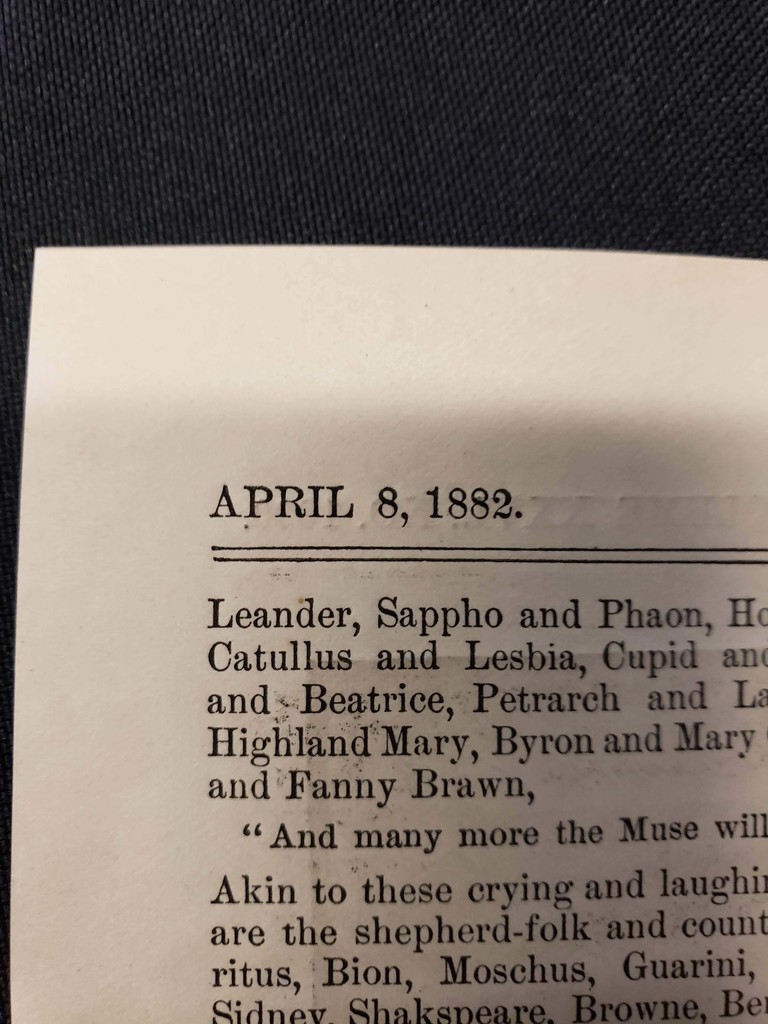 APRIL 8, 1882.
Leander, Sappho and Phaon,
Catullus and Lesbia, Cupid and
and Beatrice, Petrarch and
Highland Mary, Byron and Mary
and Fanny Brawn,
“And many more the Muse will
Akin to these crying and
are the shepherd-folk and
ritus, Bion, Moschus, Guarini,
Sidney, Shakspeare, Browne,